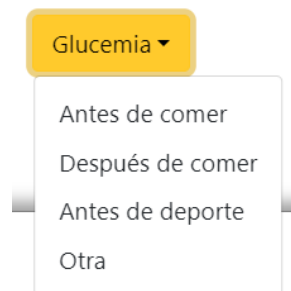 Glucemia
Antes de comer
Después de comer
Antes de deporte
Otra